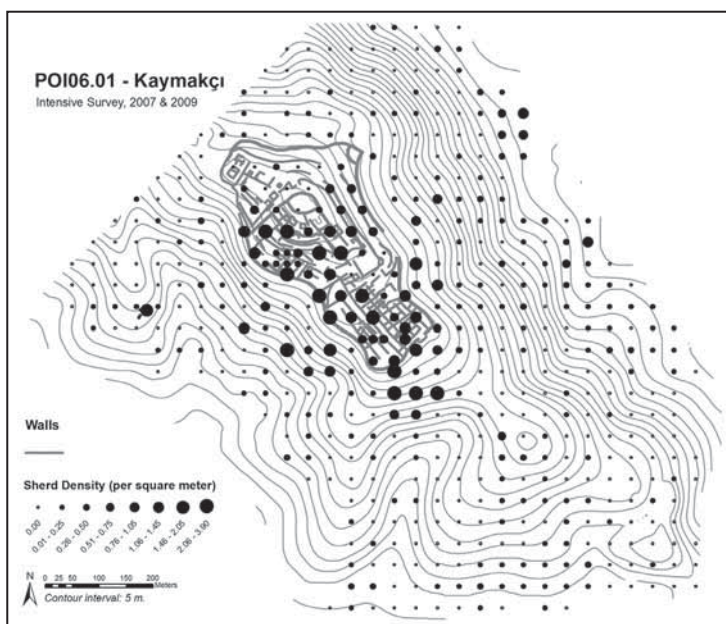 POI06.01 - Kaymakçı
Intensive Survey, 2007 & 2009
Walls
Sherd Density (per square meter)
0.00
0.01 - 0.25
0.26 - 0.50
0.51 - 0.75
0.76 - 1.05
1.06 - 1.45
1.46 - 2.05
2.06 - 3.90
N
0 25 50 100 150 200
Meters
Contour interval: 5 m.